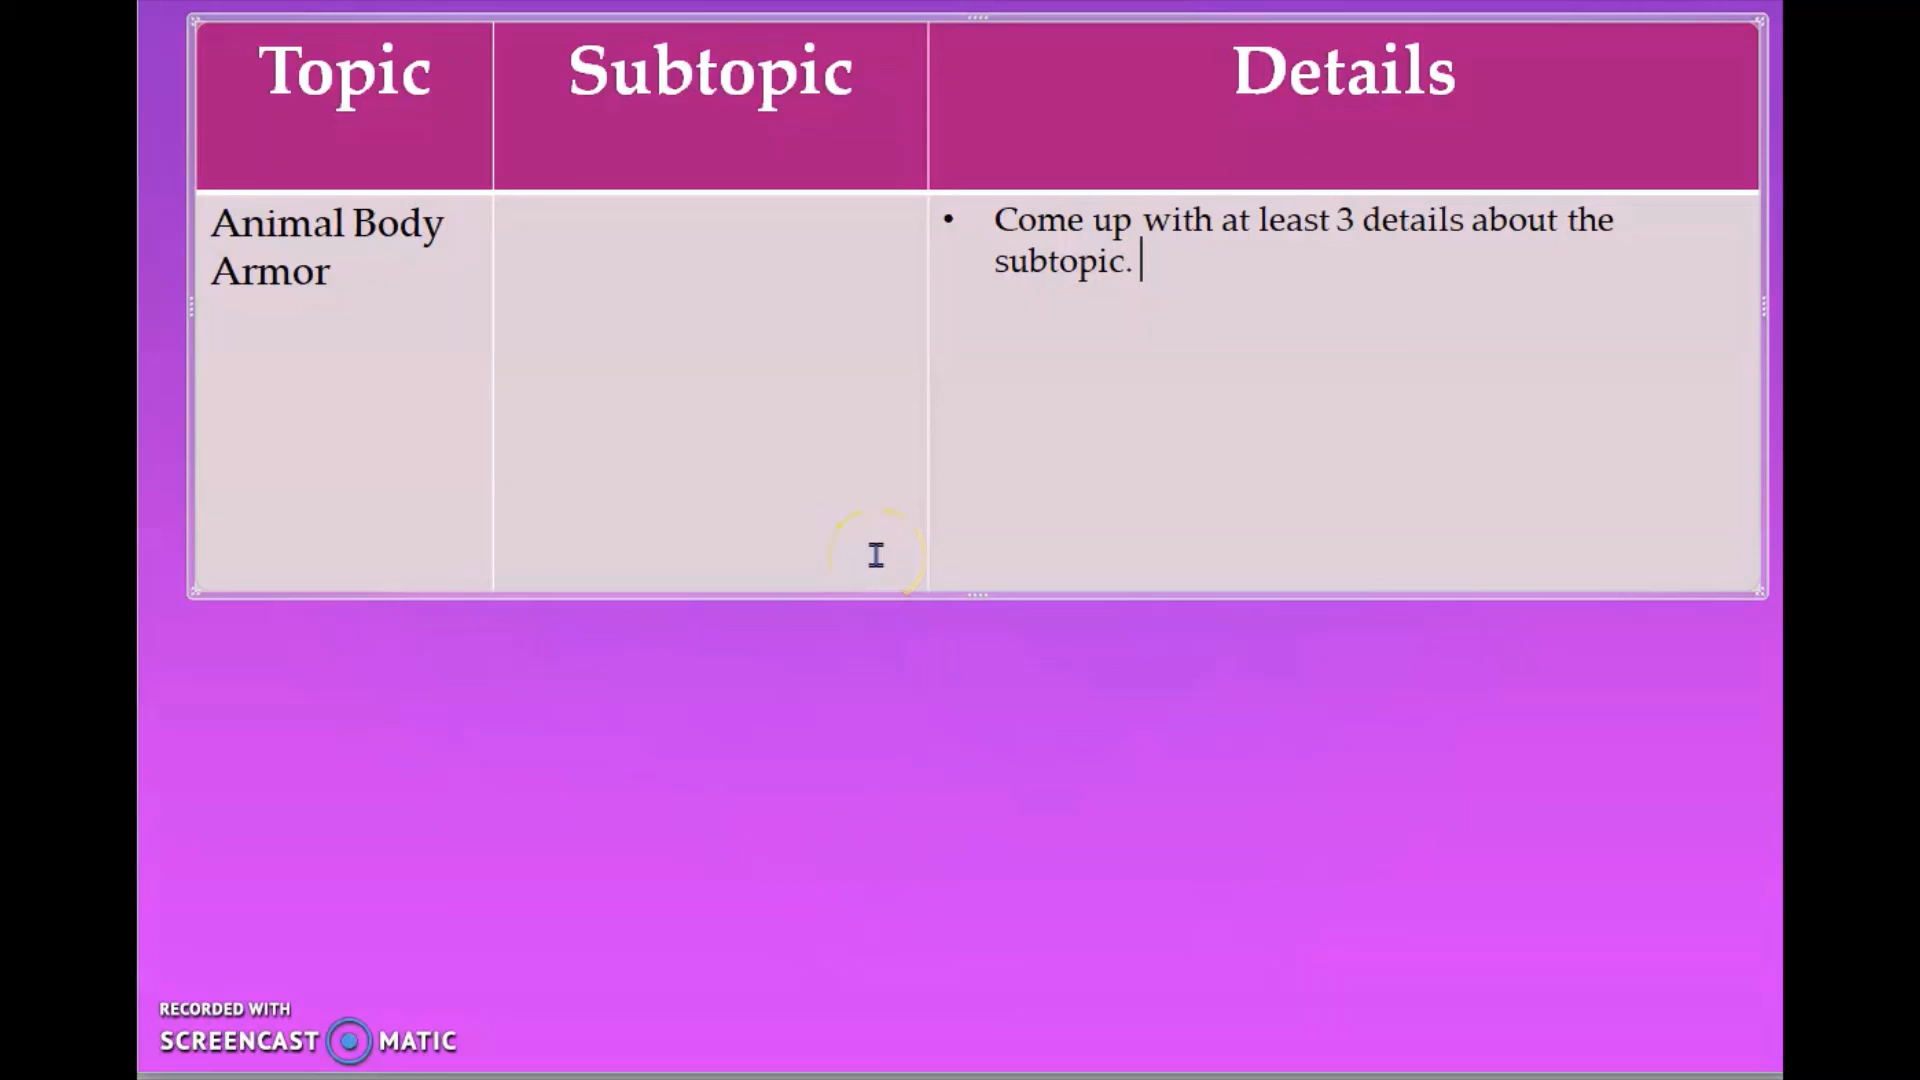 Topic
Subtopic
Details
Animal Body
Armor
• Come up with at least 3 details about the
subtopic.
RECORDED WITH
SCREENCAST MATIC